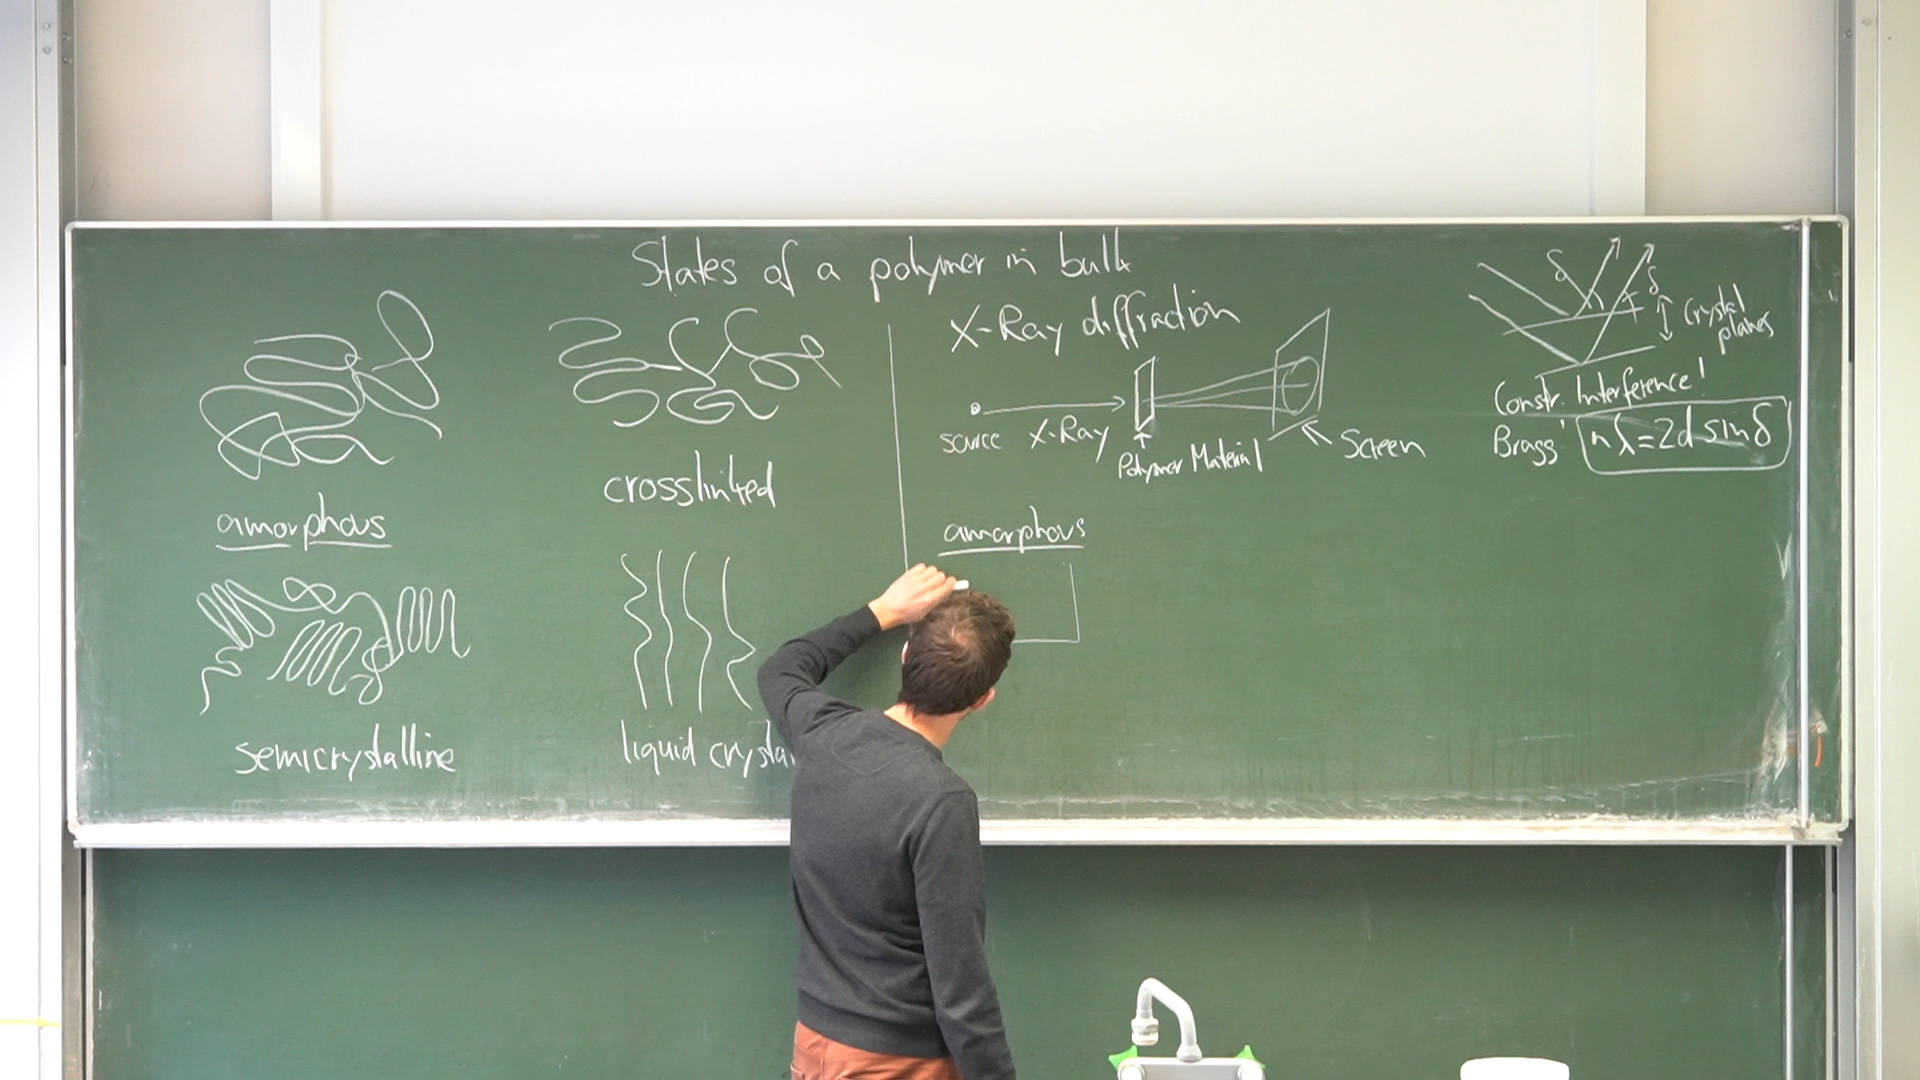 States of a polymer in bulk
amorphous
crosslinked
semicrystalline
liquid crysta
X-Ray diffraction
source X-Ray
Polymer Material
Screen
amorphous
δ
δ
Crystal
planes
Constr. Interference!
Braggs' nλ=2d sinδ